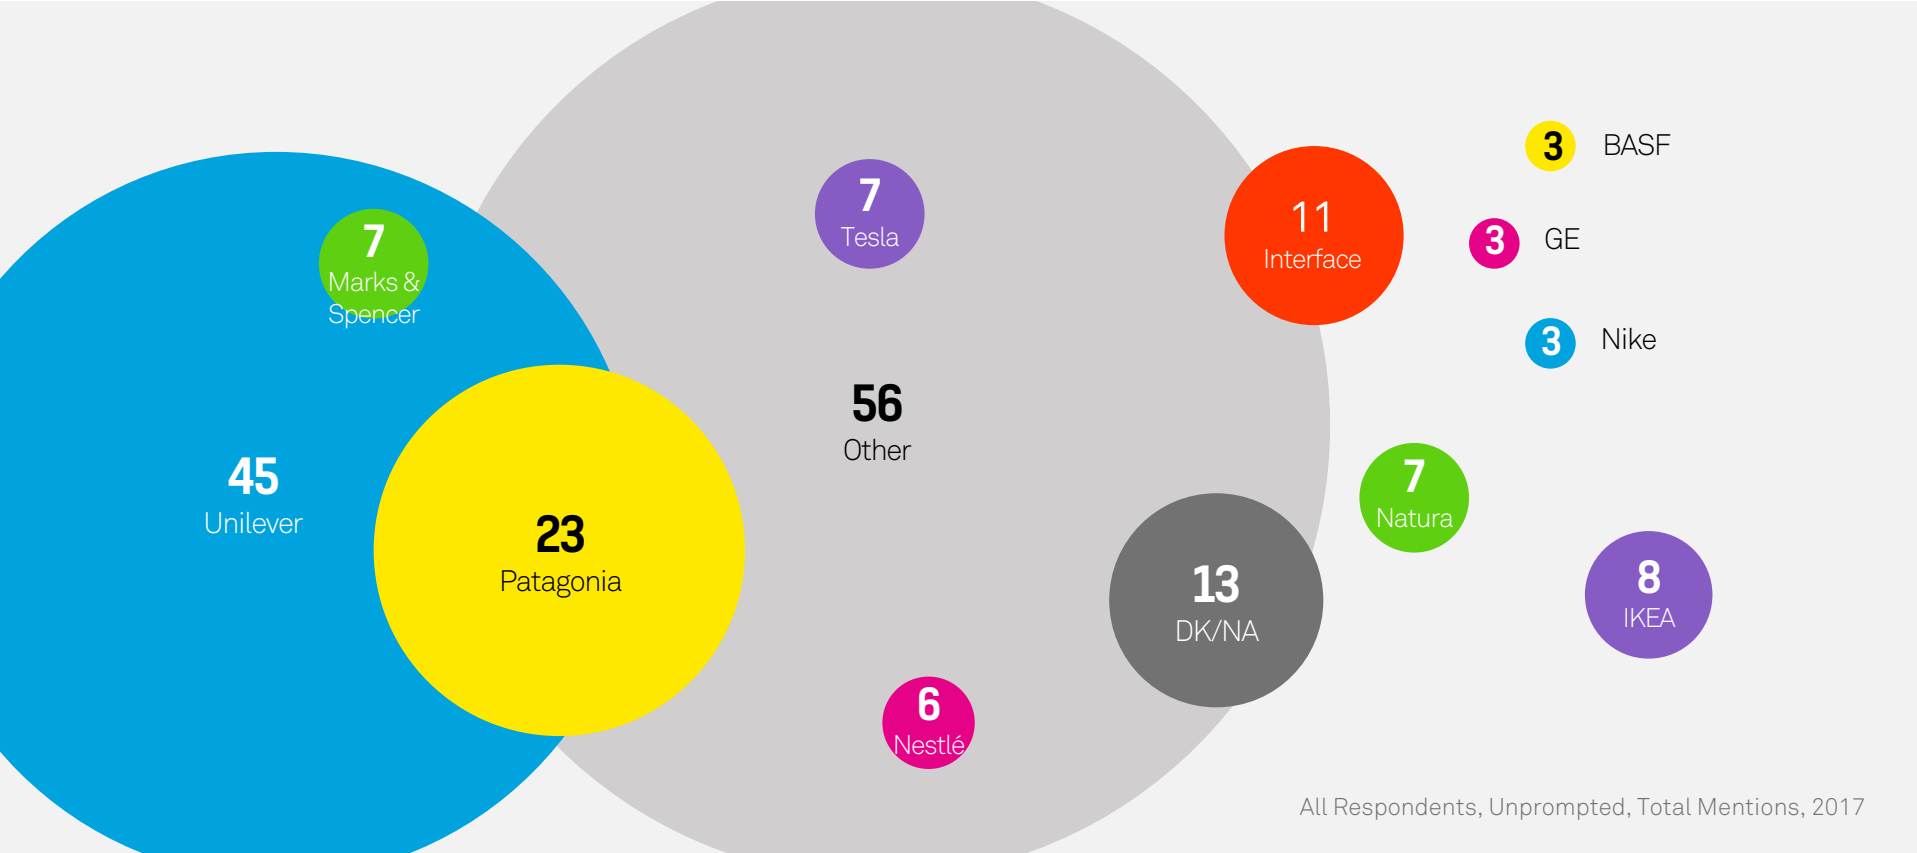 3 BASF
7
Tesla
11
Interface
7
Marks &
Spencer
3 GE
3 Nike
56
Other
45
Unilever
7
Natura
23
Patagonia
13
DK/NA
8
IKEA
6
Nestlé
All Respondents, Unprompted, Total Mentions, 2017